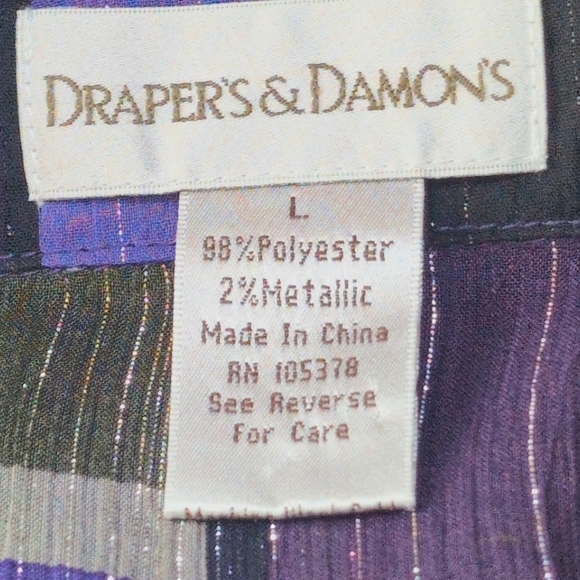 DRAPER'S & DAMON'S
L
98%Polyester
2%Metallic
Made In China
RN 105378
See Reverse
For Care